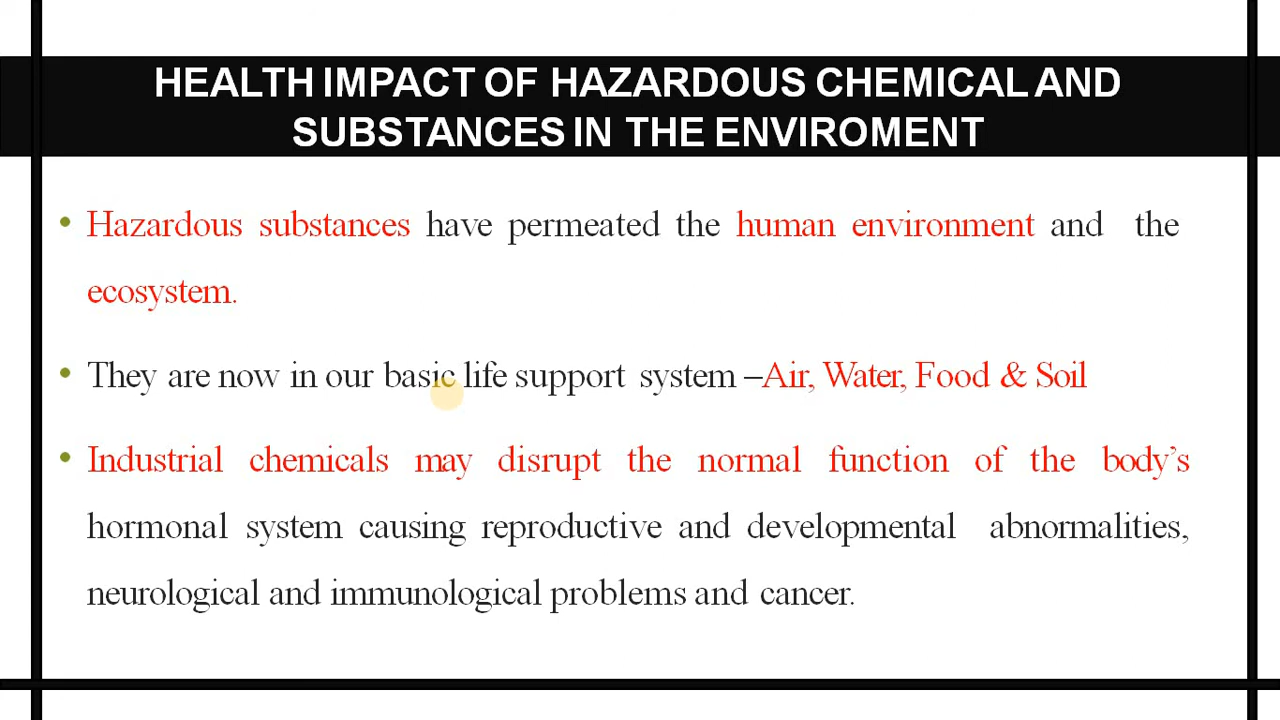 HEALTH IMPACT OF HAZARDOUS CHEMICAL AND
SUBSTANCES IN THE ENVIROMENT
• Hazardous substances have permeated the human environment and the
ecosystem.
• They are now in our basic life support system –Air, Water, Food & Soil
• Industrial chemicals may disrupt the normal function of the body’s
hormonal system causing reproductive and developmental abnormalities,
neurological and immunological problems and cancer.